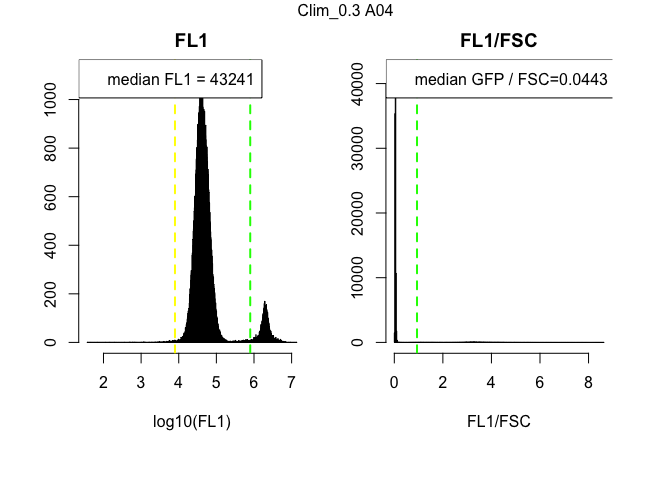 Clim_0.3 A04
FL1
median FL1 = 43241
0 200 400 600 800 1000
2 3 4 5 6 7
log10(FL1)
FL1/FSC
median GFP / FSC=0.0443
0 10000 20000 30000 40000
0 2 4 6 8
FL1/FSC